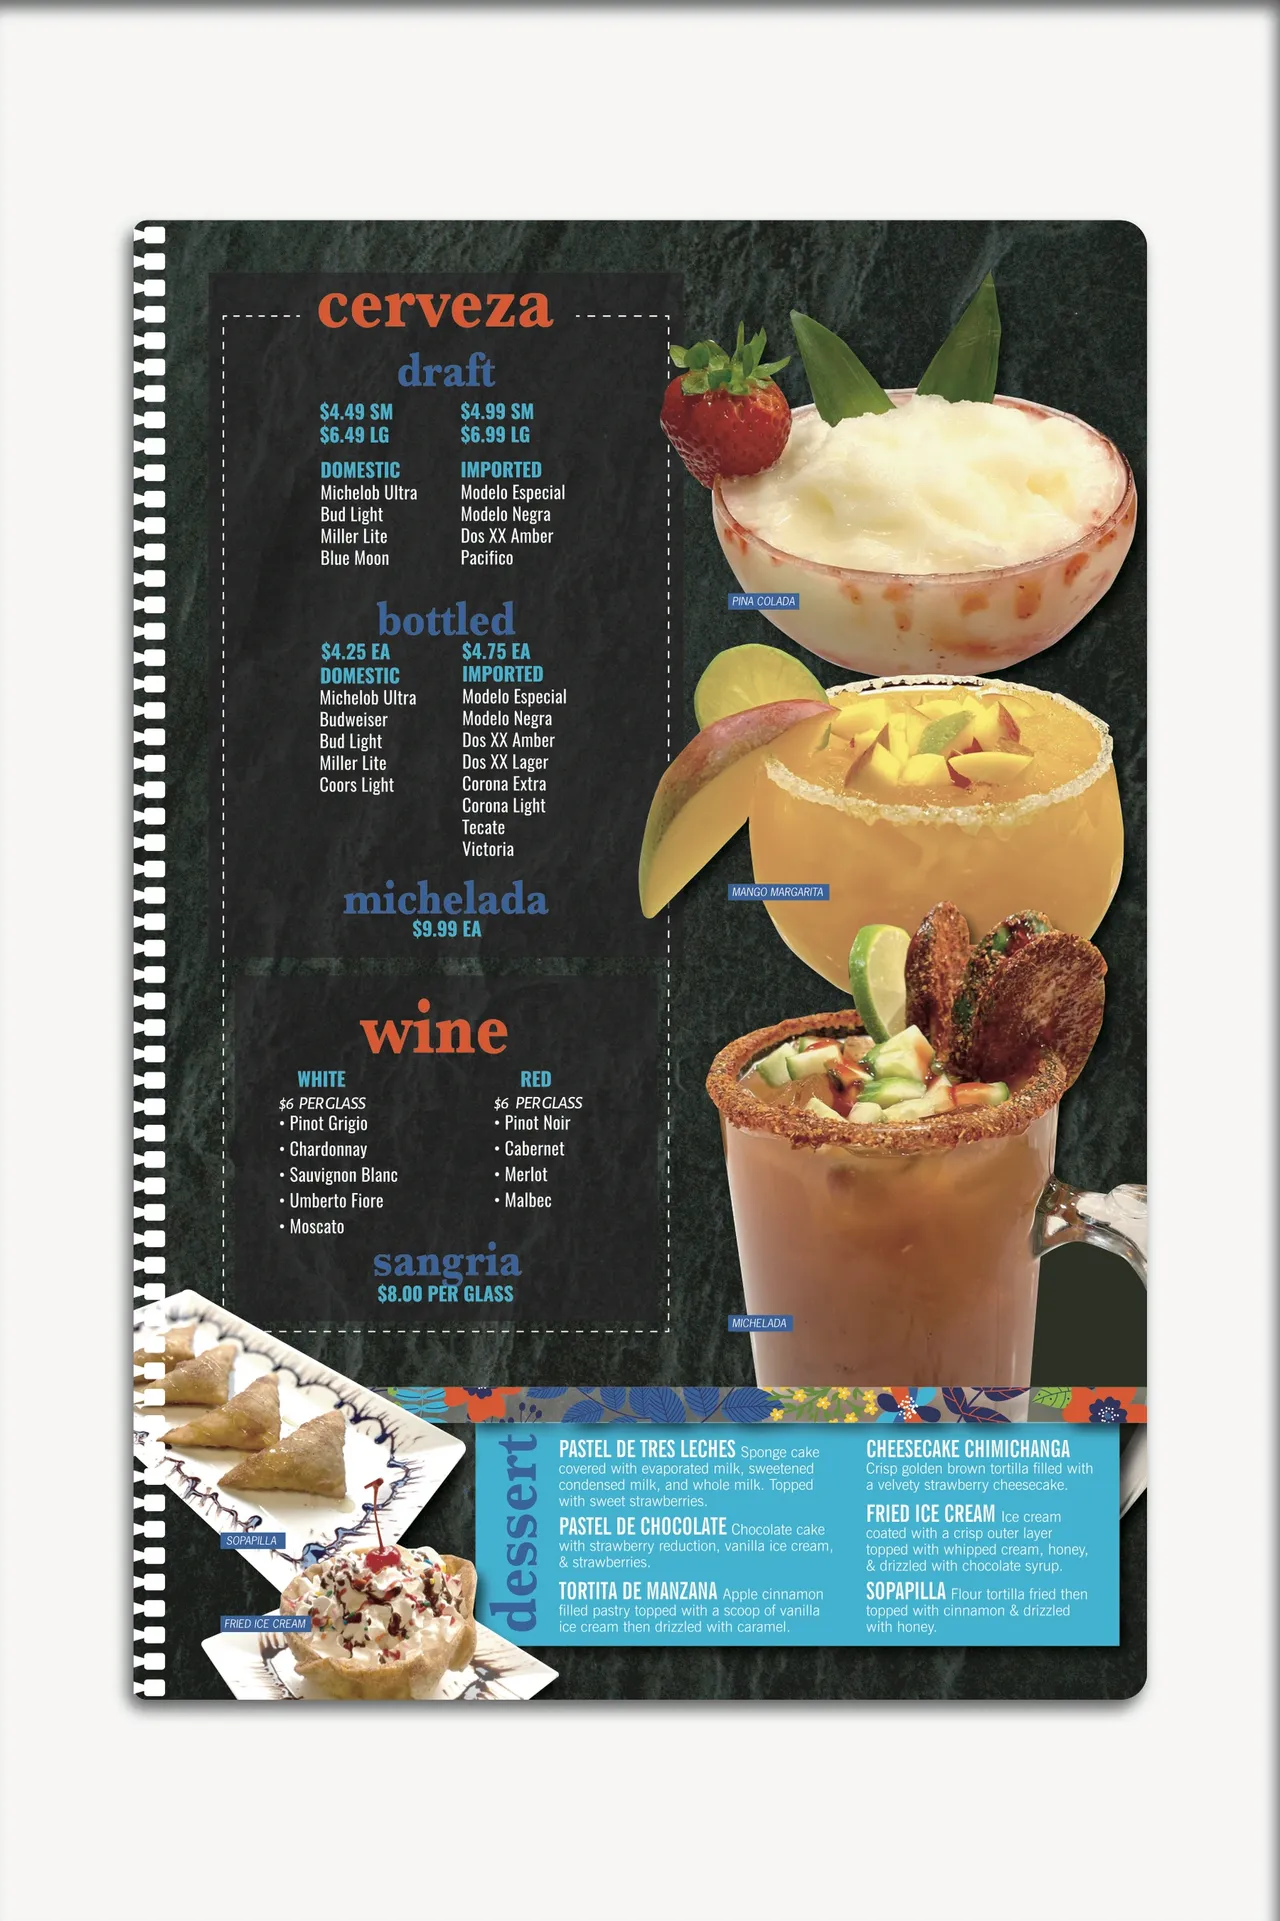 cerveza
draft
$4.49 SM
$6.49 LG
DOMESTIC
Michelob Ultra
Bud Light
Miller Lite
Blue Moon
$4.99 SM
$6.99 LG
IMPORTED
Modelo Especial
Modelo Negra
Dos XX Amber
Pacifico
bottled
$4.25 EA
DOMESTIC
Michelob Ultra
Budweiser
Bud Light
Miller Lite
Coors Light
$4.75 EA
IMPORTED
Modelo Especial
Modelo Negra
Dos XX Amber
Dos XX Lager
Corona Extra
Corona Light
Tecate
Victoria
michelada
$9.99 EA
wine
WHITE
$6 PER GLASS
• Pinot Grigio
• Chardonnay
• Sauvignon Blanc
• Umberto Fiore
• Moscato
RED
$6 PER GLASS
• Pinot Noir
• Cabernet
• Merlot
• Malbec
sangria
$8.00 PER GLASS
PINA COLADA
MANGO MARGARITA
MICHELADA
SOPAPILLA
FRIED ICE CREAM
dessert
PASTEL DE TRES LECHES Sponge cake
covered with evaporated milk, sweetened
condensed milk, and whole milk. Topped
with sweet strawberries.
PASTEL DE CHOCOLATE Chocolate cake
with strawberry reduction, vanilla ice cream,
& strawberries.
TORTITA DE MANZANA Apple cinnamon
filled pastry topped with a scoop of vanilla
ice cream then drizzled with caramel.
CHEESECAKE CHIMICHANGA
Crisp golden brown tortilla filled with
a velvety strawberry cheesecake.
FRIED ICE CREAM Ice cream
coated with a crisp outer layer
topped with whipped cream, honey,
& drizzled with chocolate syrup.
SOPAPILLA Flour tortilla fried then
topped with cinnamon & drizzled
with honey.